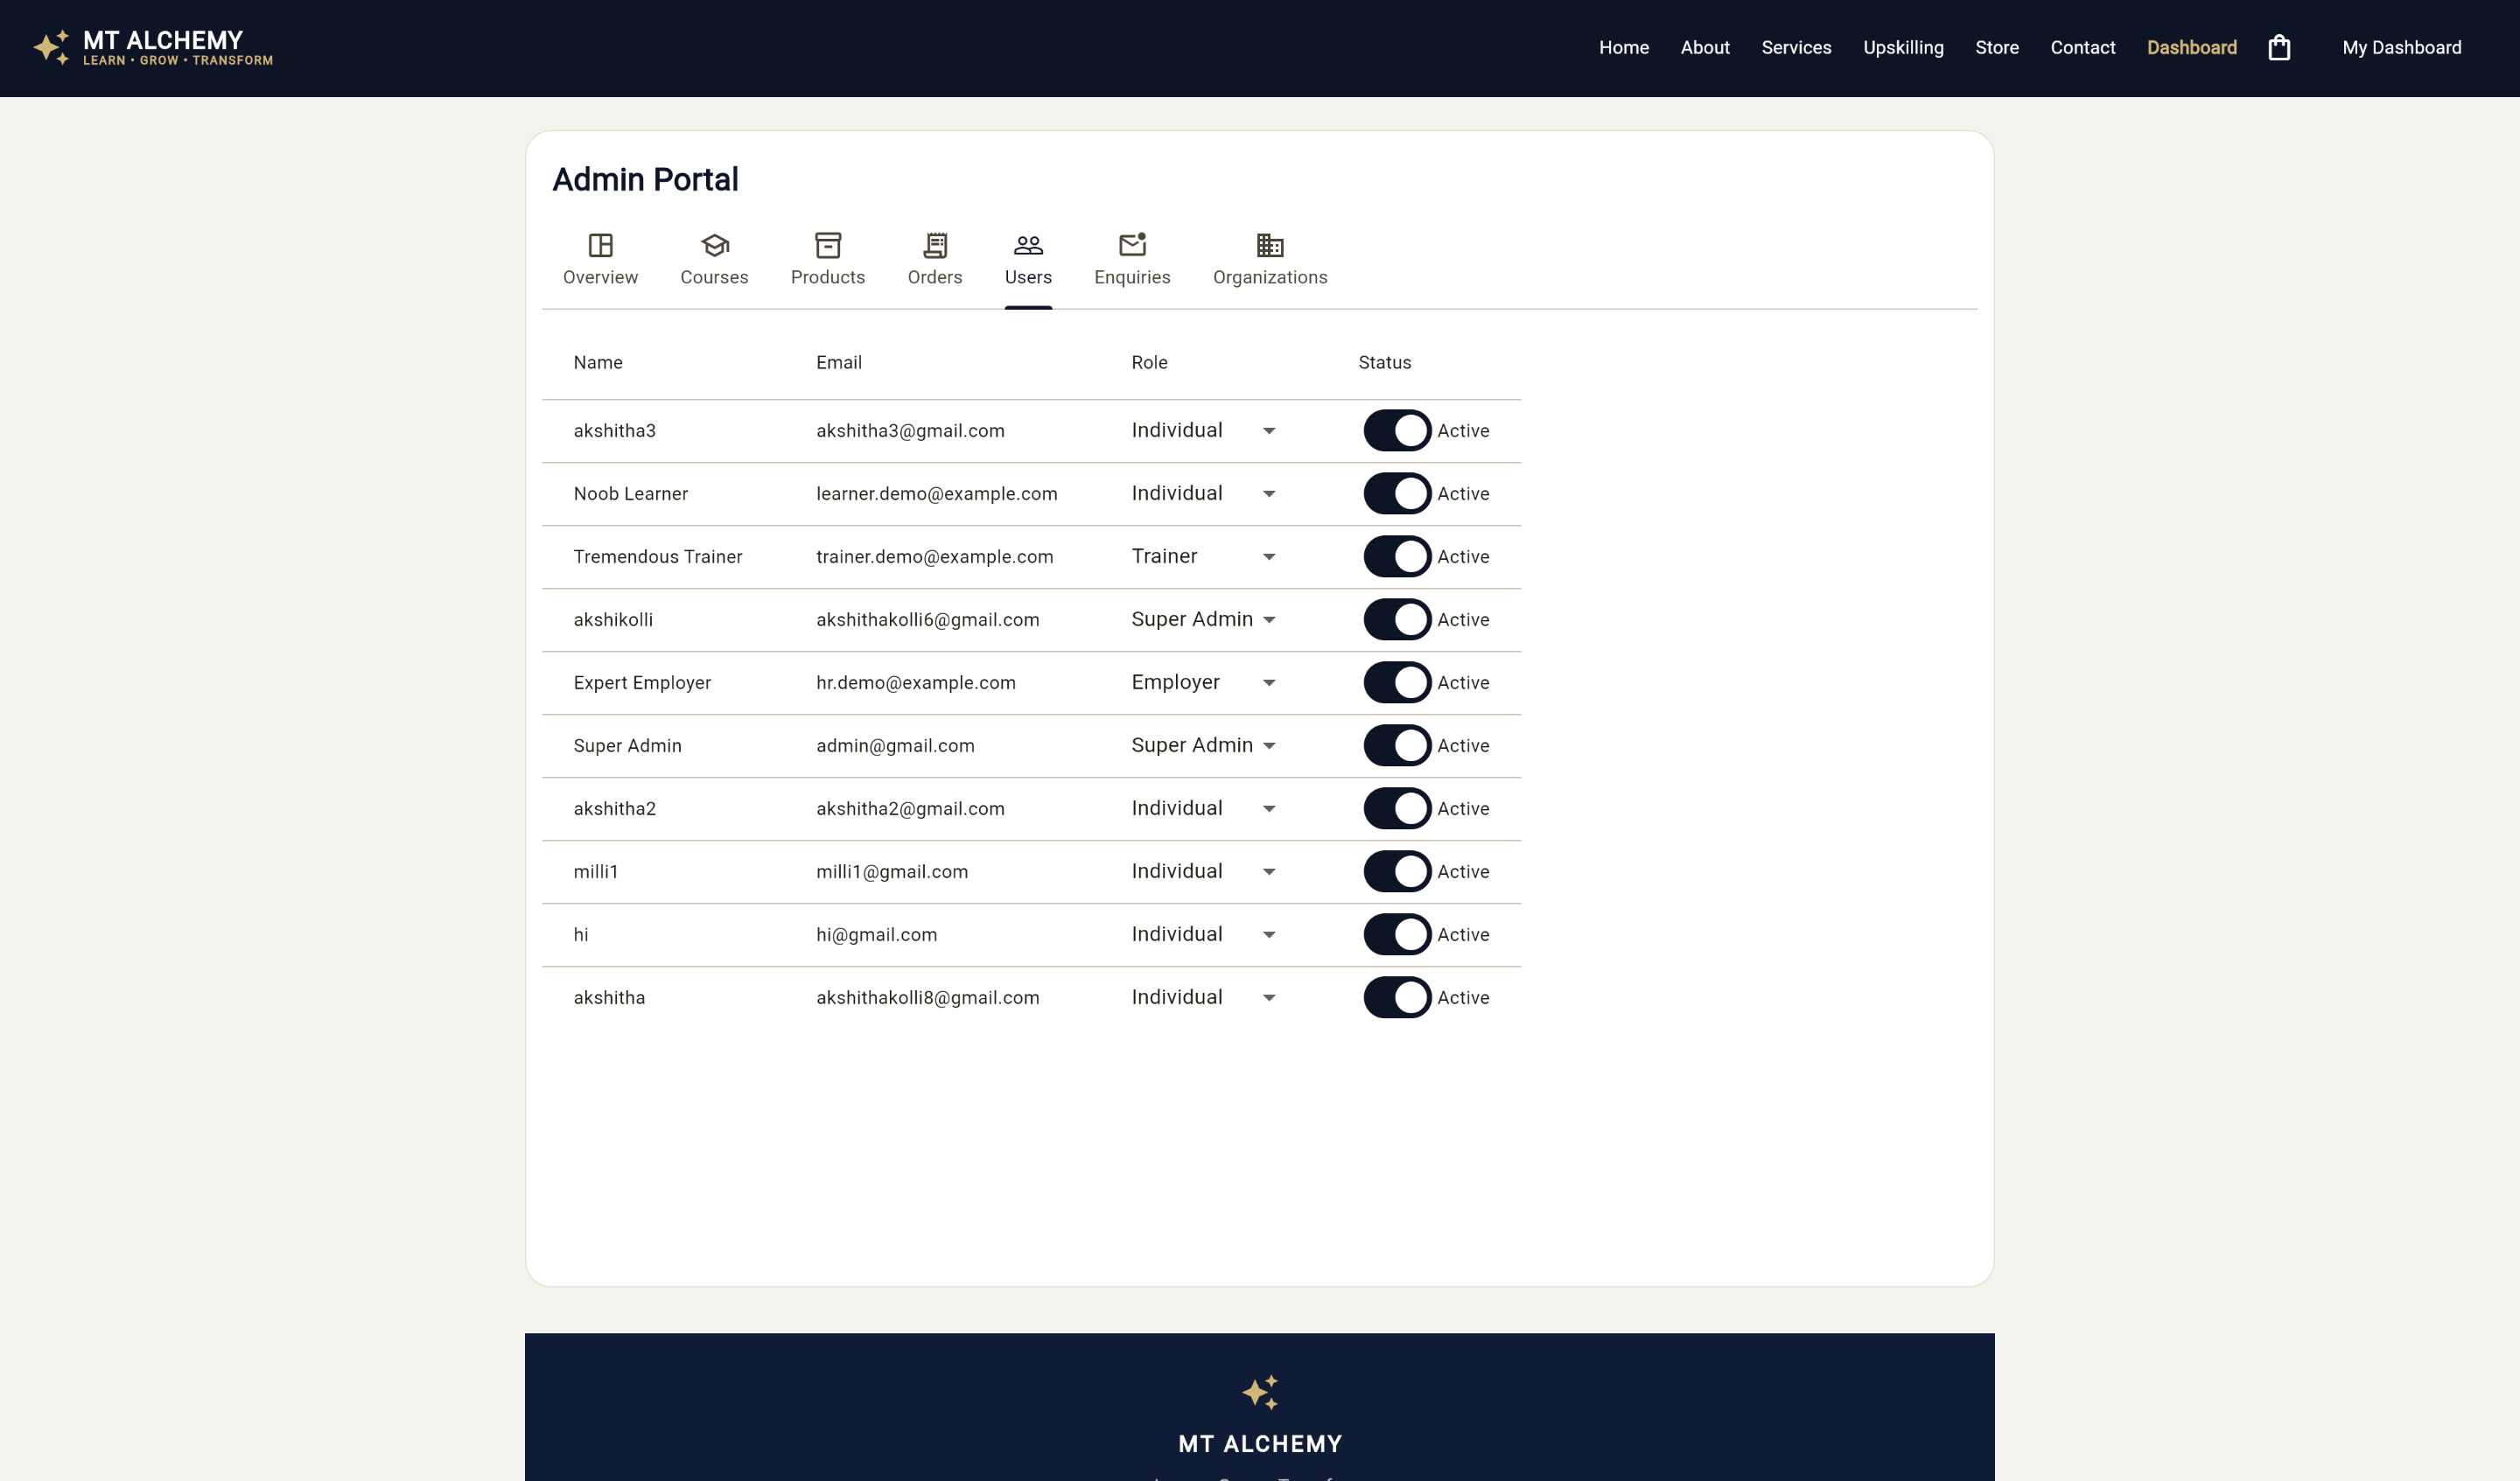 MT ALCHEMY
LEARN • GROW • TRANSFORM
Home About Services Upskilling Store Contact Dashboard My Dashboard
Admin Portal
Overview Courses Products Orders Users Enquiries Organizations
Name Email Role Status
akshitha3 akshitha3@gmail.com Individual Active
Noob Learner learner.demo@example.com Individual Active
Tremendous Trainer trainer.demo@example.com Trainer Active
akshikolli akshithakolli6@gmail.com Super Admin Active
Expert Employer hr.demo@example.com Employer Active
Super Admin admin@gmail.com Super Admin Active
akshitha2 akshitha2@gmail.com Individual Active
milli1 milli1@gmail.com Individual Active
hi hi@gmail.com Individual Active
akshitha akshithakolli8@gmail.com Individual Active
MT ALCHEMY